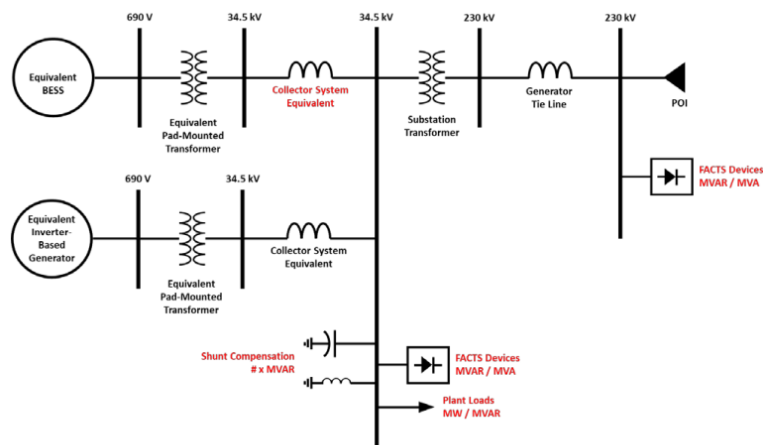 690 V
34.5 kV
34.5 kV
230 kV
230 kV
Equivalent
BESS
Equivalent
Pad-Mounted
Transformer
Collector System
Equivalent
Substation
Transformer
Generator
Tie Line
POI
FACTS Devices
MVAR / MVA
690 V
34.5 kV
Equivalent
Inverter-
Based
Generator
Equivalent
Pad-Mounted
Transformer
Collector System
Equivalent
Shunt Compensation
# x MVAR
FACTS Devices
MVAR / MVA
Plant Loads
MW / MVAR